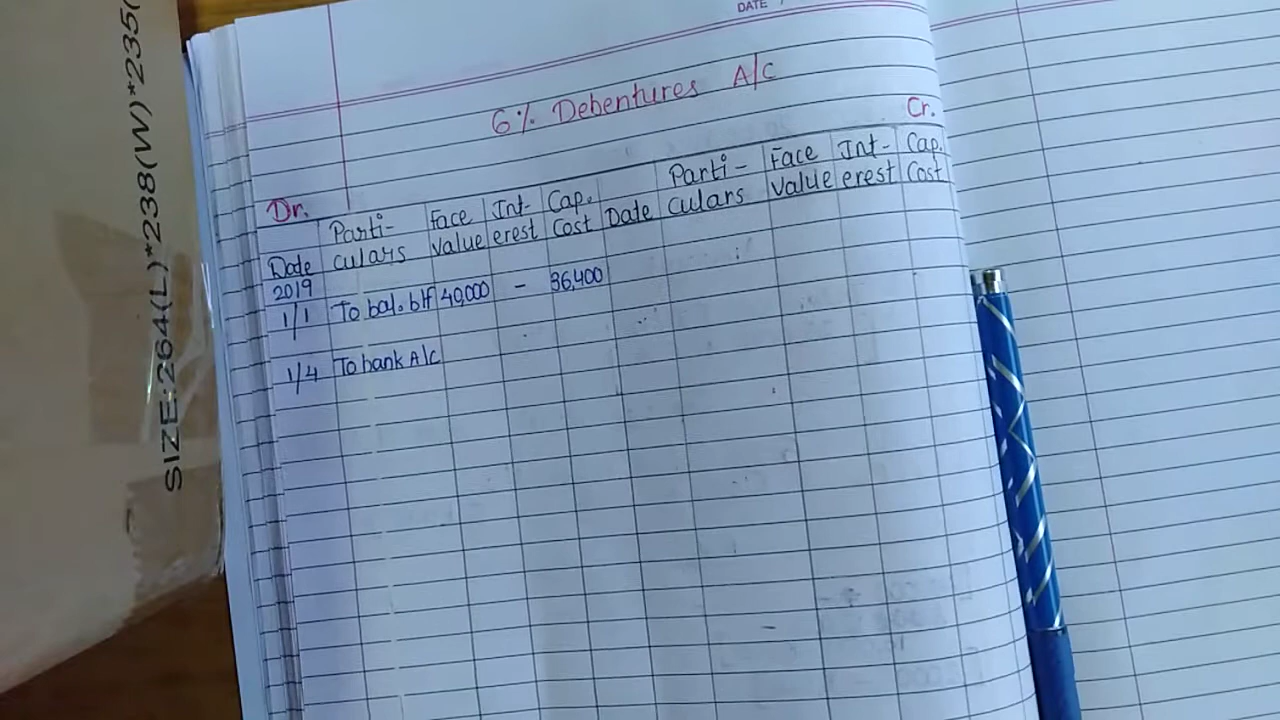 DATE
SIZE:264(L)*238(W)*235(
6% Debentures A/C
Dr.
Cr.
Date Parti- culars Face value Int- erest Cap. Cost Date Parti- culars Face value Int- erest Cap. Cost
2019
1/1 To bal. b/f 40,000 - 36,400
1/4 To bank A/C